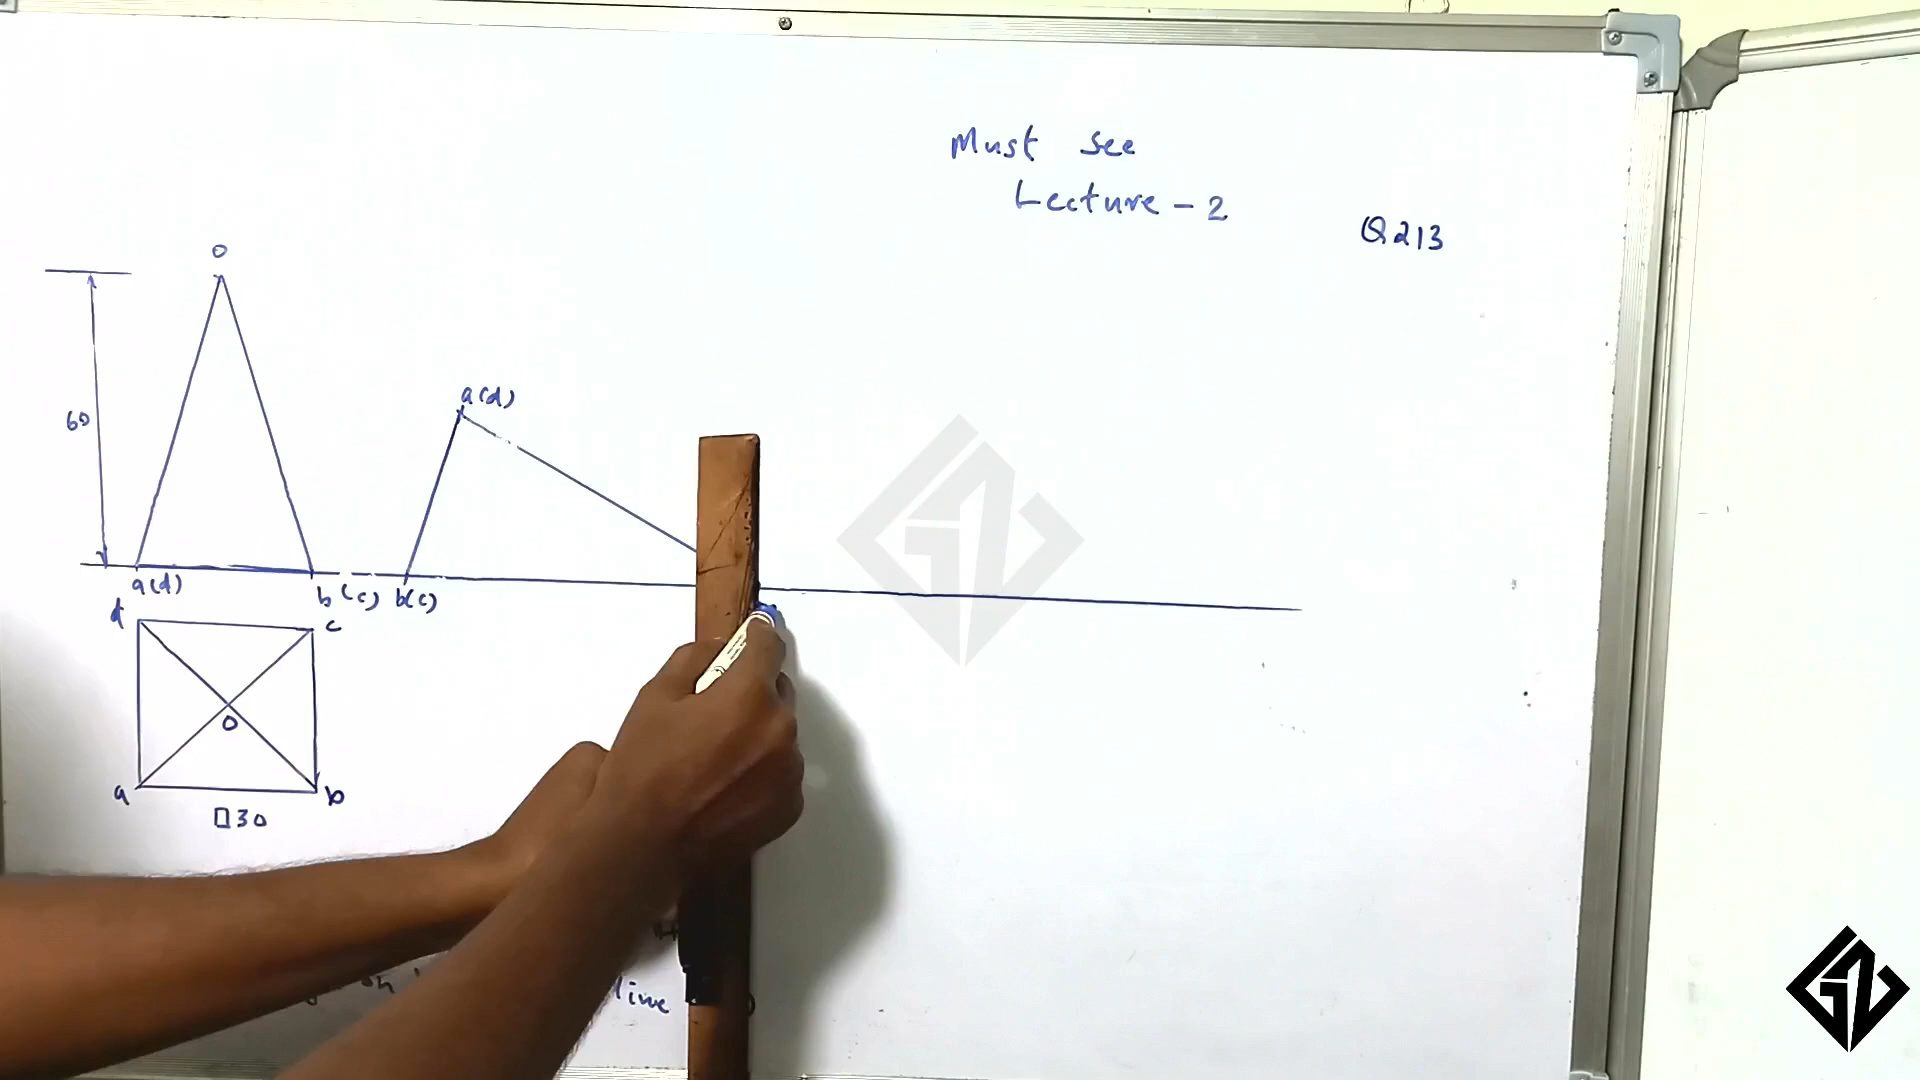 Must see
Lecture - 2
Q213
o
60
a(d)
a(d)
b(c) b(c)
d
c
o
a
b
□30
line